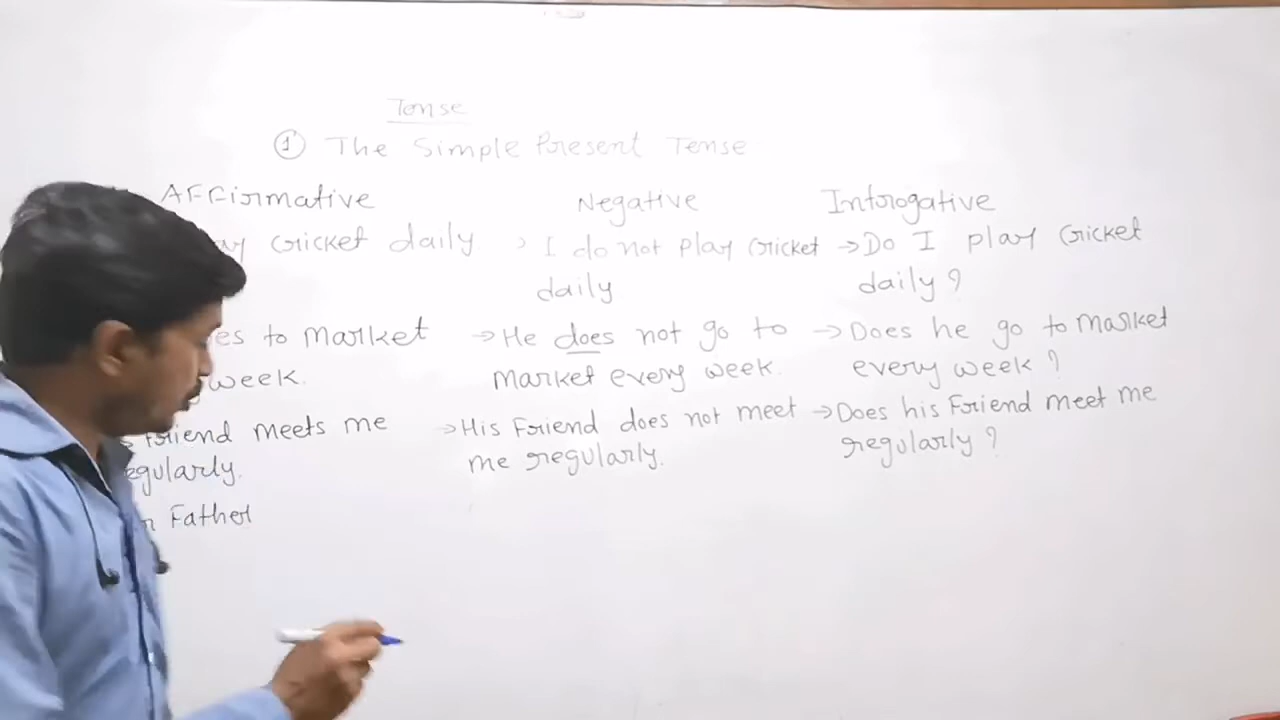 Tense
① The Simple Present Tense
Affirmative Negative Introgative
cricket daily. > I do not play cricket →Do I play cricket
daily daily ?
to market →He does not go to →Does he go to market
week. market every week. every week ?
Friend meets me →His Friend does not meet →Does his Friend meet me
me regularly. regularly ?
Father